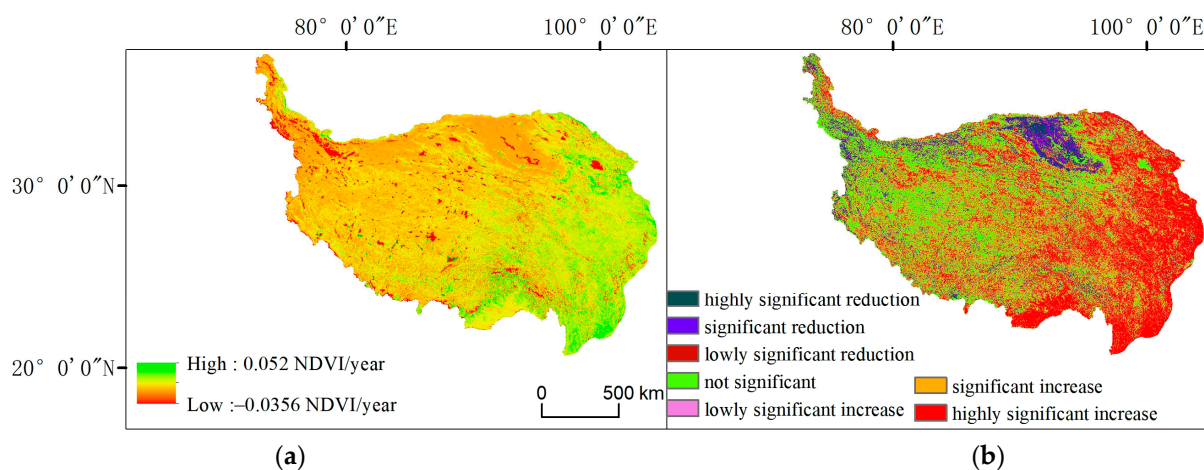 80° 0′ 0″E 100° 0′ 0″E 80° 0′ 0″E 100° 0′ 0″E
30° 0′ 0″N
20° 0′ 0″N
High : 0.052 NDVI/year
Low :–0.0356 NDVI/year
0 500 km
highly significant reduction
significant reduction
lowly significant reduction
not significant
lowly significant increase
significant increase
highly significant increase
(a) (b)